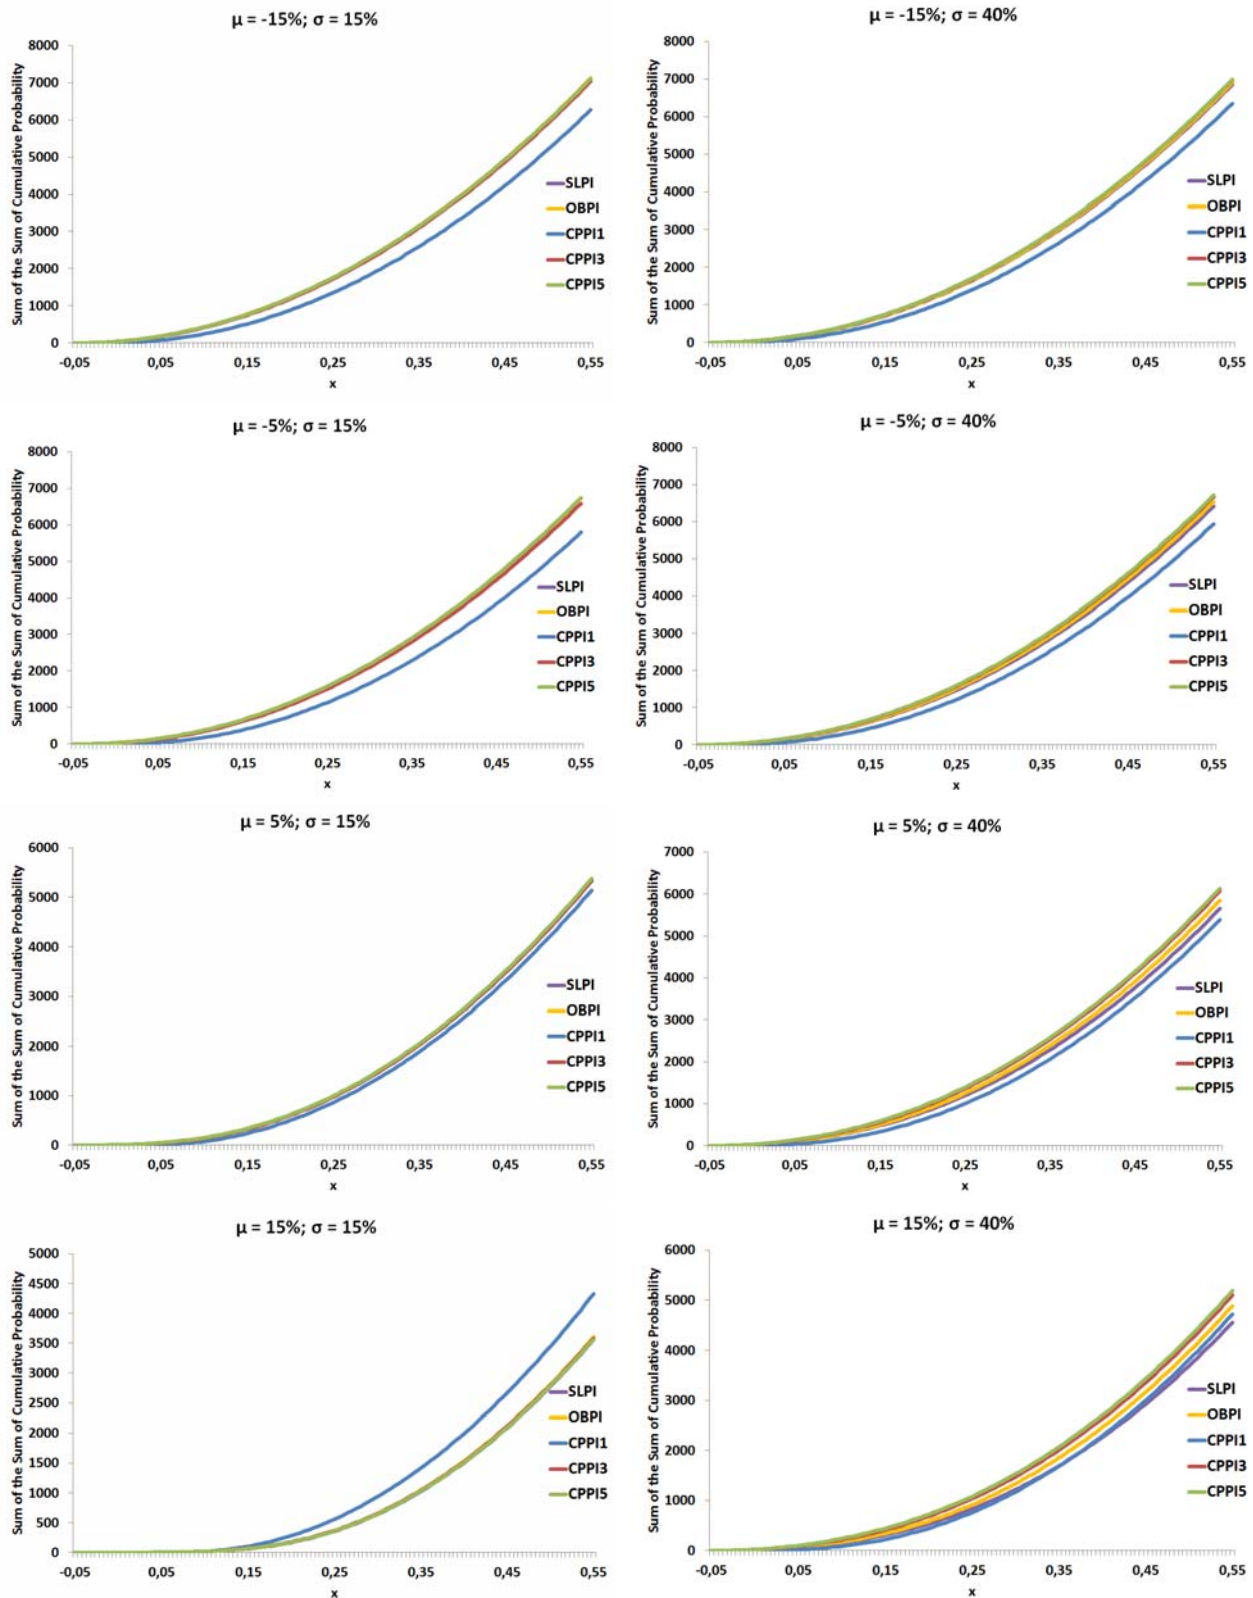 μ = -15%; σ = 15%
Sum of the Sum of Cumulative Probability
8000
7000
6000
5000
4000
3000
2000
1000
0
-0,05
0,05
0,15
0,25
0,35
0,45
0,55
x
SLPI
OBPI
CPPI1
CPPI3
CPPI5
μ = -15%; σ = 40%
Sum of the Sum of Cumulative Probability
8000
7000
6000
5000
4000
3000
2000
1000
0
-0,05
0,05
0,15
0,25
0,35
0,45
0,55
x
SLPI
OBPI
CPPI1
CPPI3
CPPI5
μ = -5%; σ = 15%
Sum of the Sum of Cumulative Probability
8000
7000
6000
5000
4000
3000
2000
1000
0
-0,05
0,05
0,15
0,25
0,35
0,45
0,55
x
SLPI
OBPI
CPPI1
CPPI3
CPPI5
μ = -5%; σ = 40%
Sum of the Sum of Cumulative Probability
8000
7000
6000
5000
4000
3000
2000
1000
0
-0,05
0,05
0,15
0,25
0,35
0,45
0,55
x
SLPI
OBPI
CPPI1
CPPI3
CPPI5
μ = 5%; σ = 15%
Sum of the Sum of Cumulative Probability
6000
5000
4000
3000
2000
1000
0
-0,05
0,05
0,15
0,25
0,35
0,45
0,55
x
SLPI
OBPI
CPPI1
CPPI3
CPPI5
μ = 5%; σ = 40%
Sum of the Sum of Cumulative Probability
7000
6000
5000
4000
3000
2000
1000
0
-0,05
0,05
0,15
0,25
0,35
0,45
0,55
x
SLPI
OBPI
CPPI1
CPPI3
CPPI5
μ = 15%; σ = 15%
Sum of the Sum of Cumulative Probability
5000
4500
4000
3500
3000
2500
2000
1500
1000
500
0
-0,05
0,05
0,15
0,25
0,35
0,45
0,55
x
SLPI
OBPI
CPPI1
CPPI3
CPPI5
μ = 15%; σ = 40%
Sum of the Sum of Cumulative Probability
6000
5000
4000
3000
2000
1000
0
-0,05
0,05
0,15
0,25
0,35
0,45
0,55
x
SLPI
OBPI
CPPI1
CPPI3
CPPI5